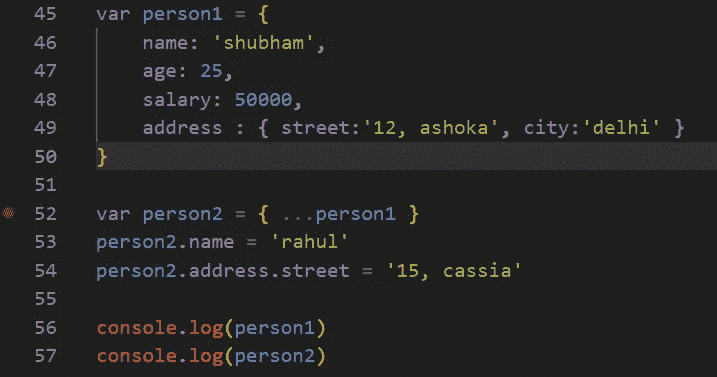 45 var person1 = {
46     name: 'shubham',
47     age: 25,
48     salary: 50000,
49     address : { street:'12, ashoka', city:'delhi' }
50 }
51
52 var person2 = { ...person1 }
53 person2.name = 'rahul'
54 person2.address.street = '15, cassia'
55
56 console.log(person1)
57 console.log(person2)